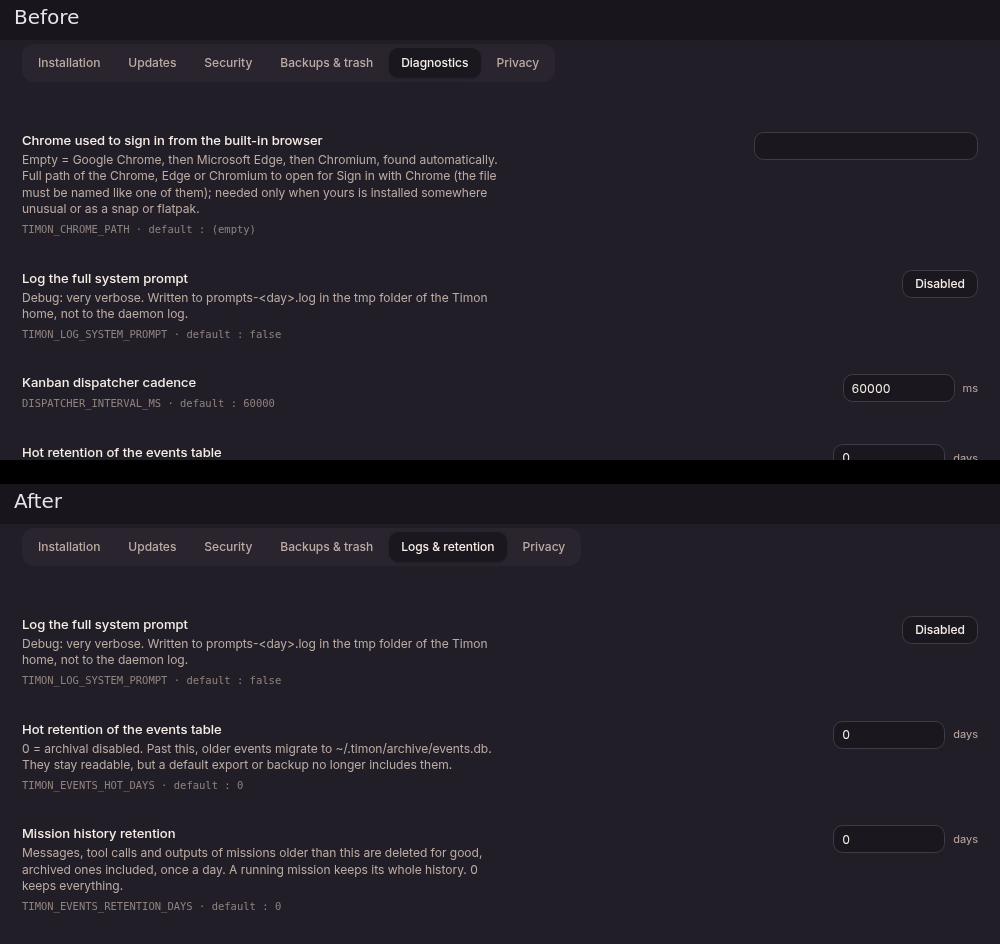 Before
Installation Updates Security Backups & trash Diagnostics Privacy
Chrome used to sign in from the built-in browser
Empty = Google Chrome, then Microsoft Edge, then Chromium, found automatically.
Full path of the Chrome, Edge or Chromium to open for Sign in with Chrome (the file
must be named like one of them); needed only when yours is installed somewhere
unusual or as a snap or flatpak.
TIMON_CHROME_PATH · default : (empty)
Log the full system prompt
Disabled
Debug: very verbose. Written to prompts-<day>.log in the tmp folder of the Timon
home, not to the daemon log.
TIMON_LOG_SYSTEM_PROMPT · default : false
Kanban dispatcher cadence
60000 ms
DISPATCHER_INTERVAL_MS · default : 60000
Hot retention of the events table
0 days
After
Installation Updates Security Backups & trash Logs & retention Privacy
Log the full system prompt
Disabled
Debug: very verbose. Written to prompts-<day>.log in the tmp folder of the Timon
home, not to the daemon log.
TIMON_LOG_SYSTEM_PROMPT · default : false
Hot retention of the events table
0 days
0 = archival disabled. Past this, older events migrate to ~/.timon/archive/events.db.
They stay readable, but a default export or backup no longer includes them.
TIMON_EVENTS_HOT_DAYS · default : 0
Mission history retention
0 days
Messages, tool calls and outputs of missions older than this are deleted for good,
archived ones included, once a day. A running mission keeps its whole history. 0
keeps everything.
TIMON_EVENTS_RETENTION_DAYS · default : 0